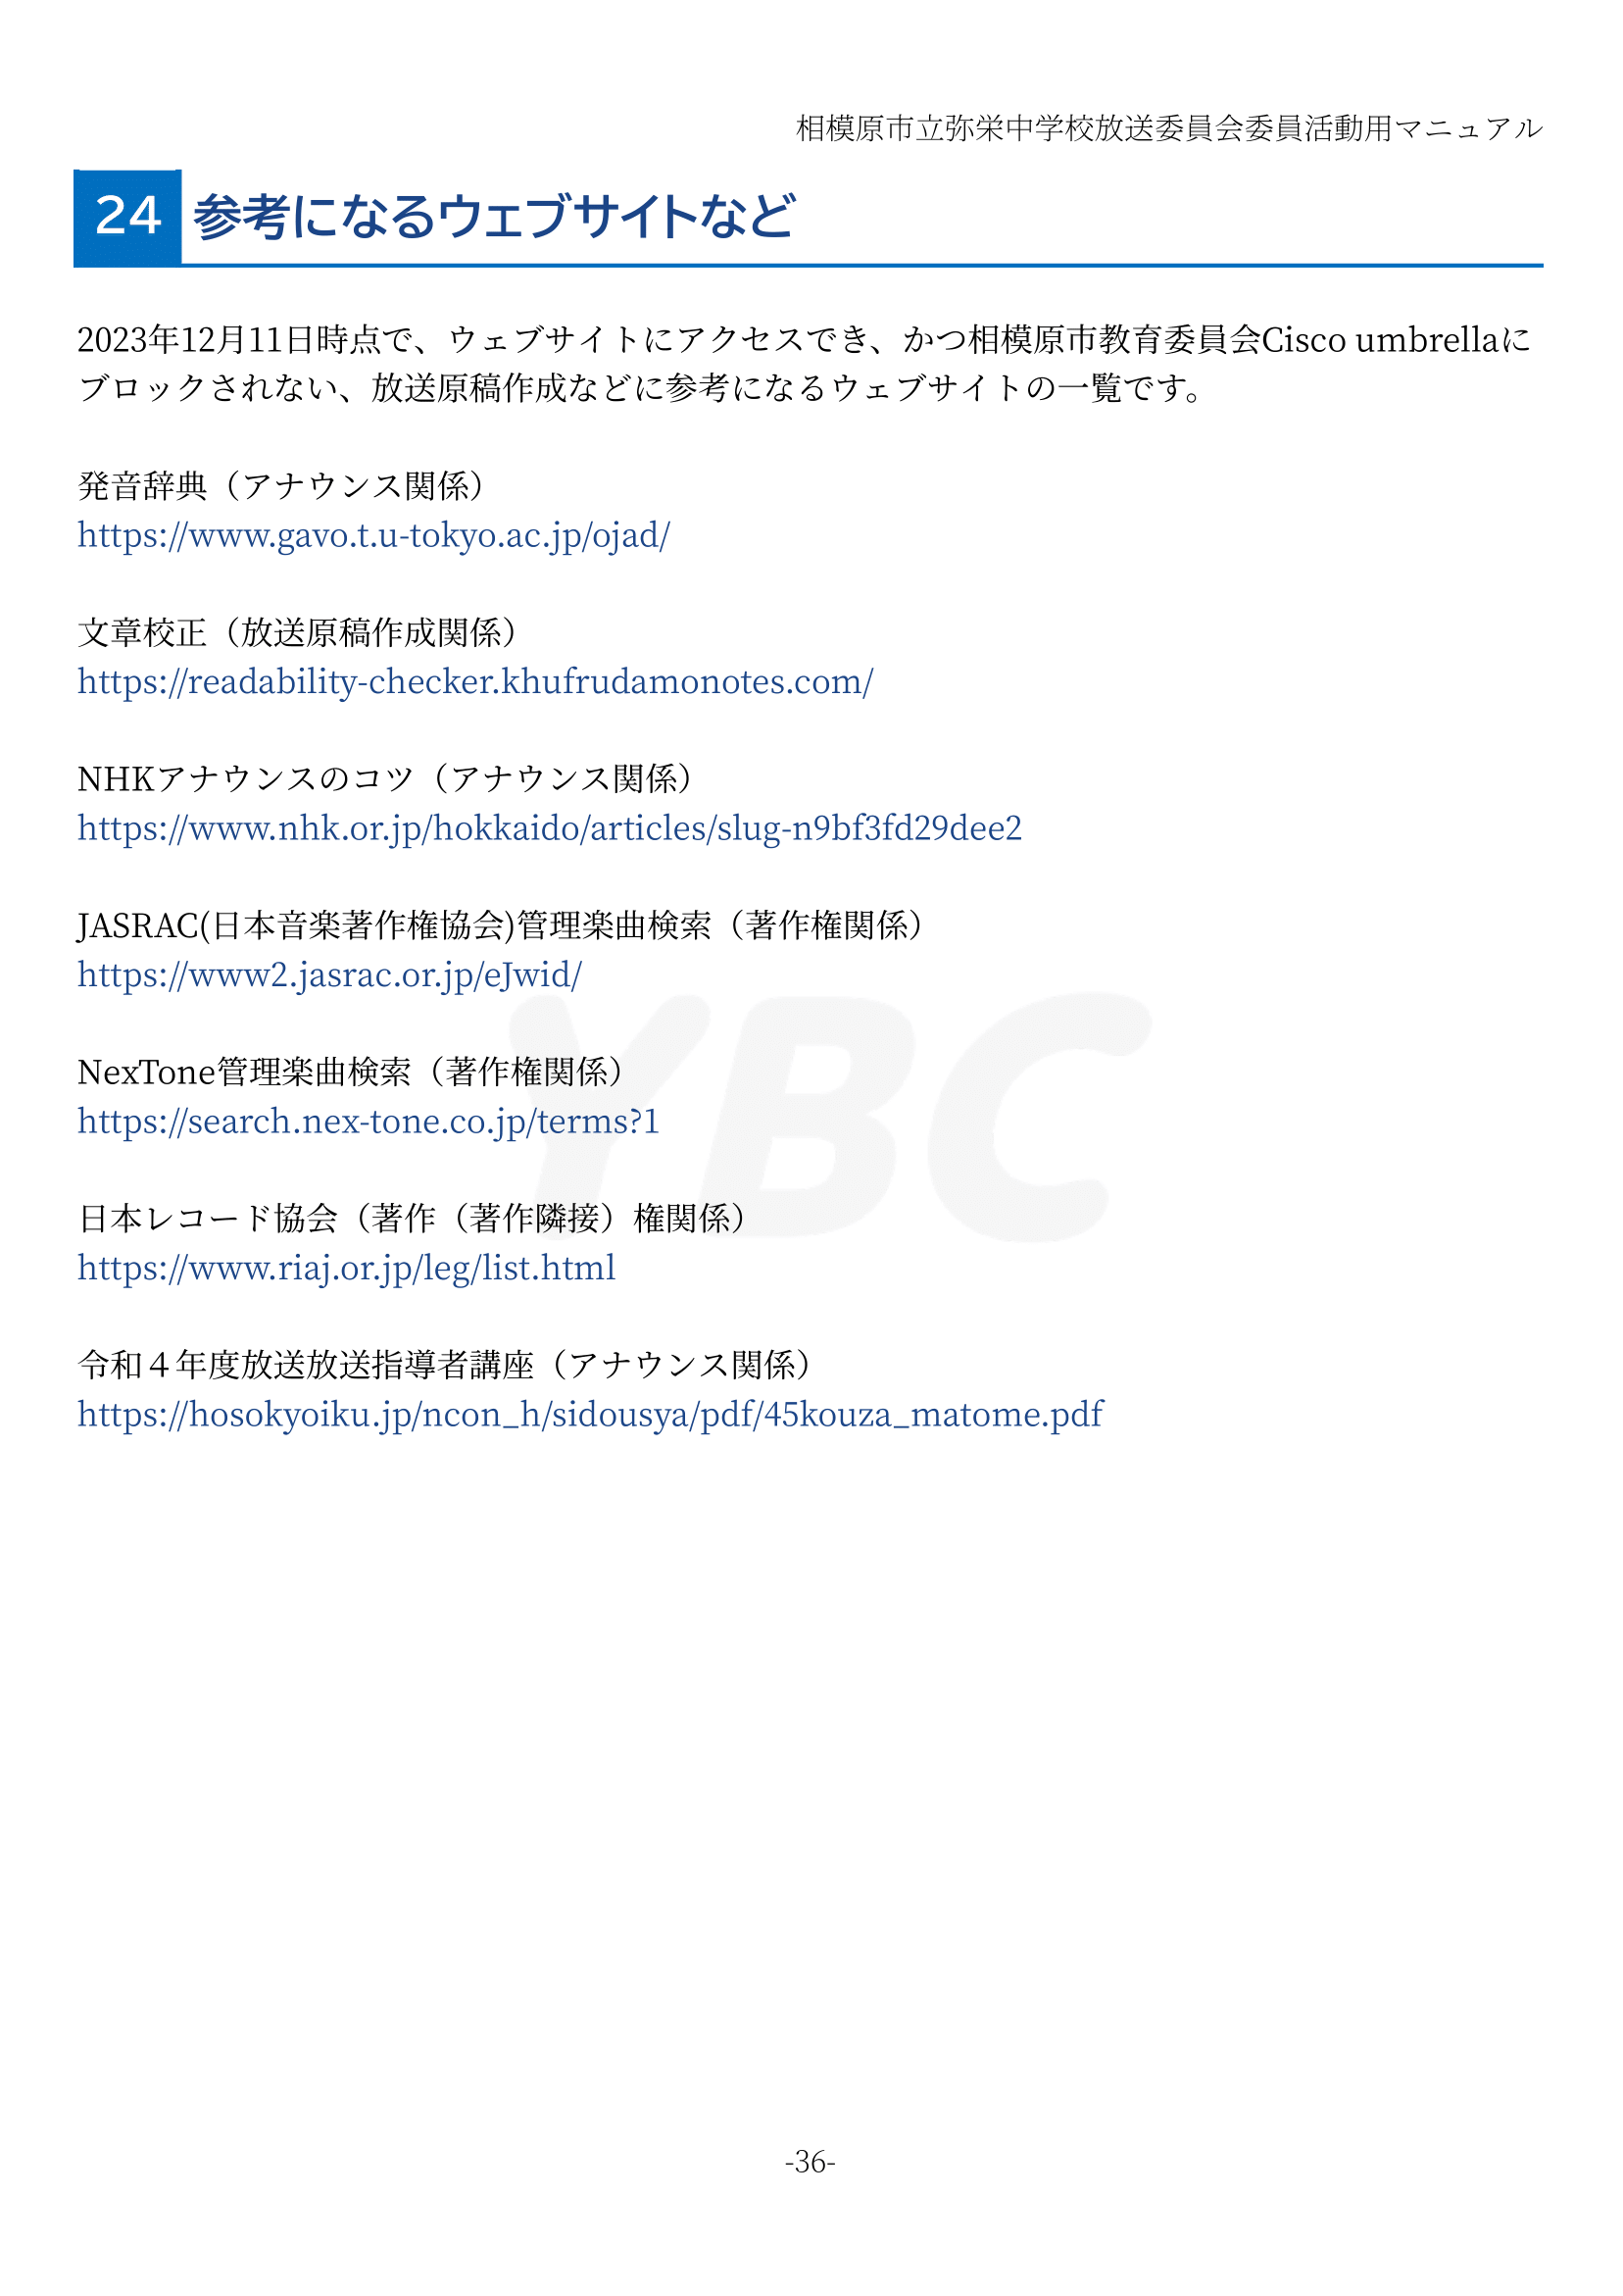 相模原市立弥栄中学校放送委員会委員活動用マニュアル
24 参考になるウェブサイトなど
2023年12月11日時点で、ウェブサイトにアクセスでき、かつ相模原市教育委員会Cisco umbrellaに
ブロックされない、放送原稿作成などに参考になるウェブサイトの一覧です。
発音辞典（アナウンス関係）
https://www.gavo.t.u-tokyo.ac.jp/ojad/
文章校正（放送原稿作成関係）
https://readability-checker.khufrudamonotes.com/
NHKアナウンスのコツ（アナウンス関係）
https://www.nhk.or.jp/hokkaido/articles/slug-n9bf3fd29dee2
JASRAC(日本音楽著作権協会)管理楽曲検索（著作権関係）
https://www2.jasrac.or.jp/eJwid/
NexTone管理楽曲検索（著作権関係）
https://search.nex-tone.co.jp/terms?1
日本レコード協会（著作（著作隣接）権関係）
https://www.riaj.or.jp/leg/list.html
令和４年度放送放送指導者講座（アナウンス関係）
https://hosokyoiku.jp/ncon_h/sidousya/pdf/45kouza_matome.pdf
YBC
-36-